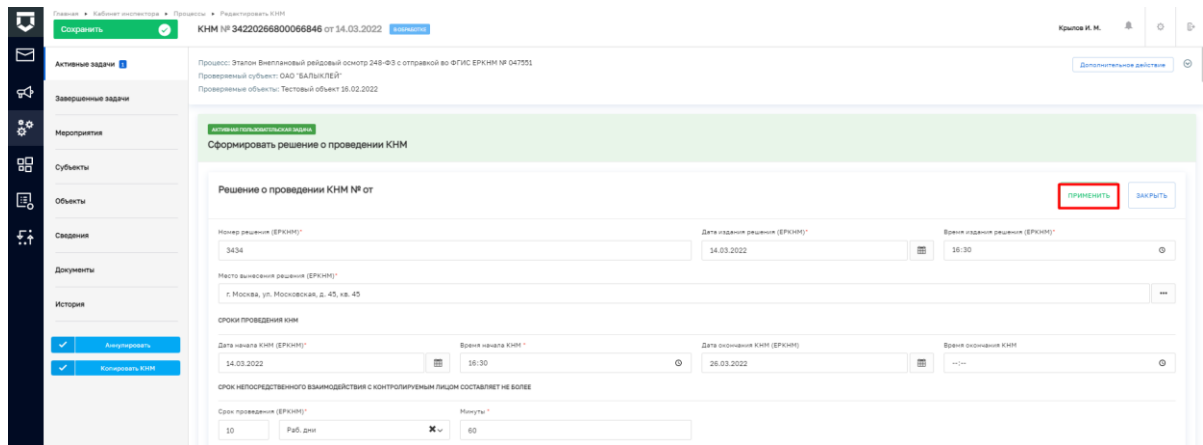 Главная ▸ Кабинет инспектора ▸ Процессы ▸ Редактировать КНМ
Сохранить
КНМ № 34220266800066846 от 14.03.2022 В ОБРАБОТКЕ
Крылов И. М.
Активные задачи 1
Завершенные задачи
Мероприятия
Субъекты
Объекты
Сведения
Документы
История
Аннулировать
Копировать КНМ
Процесс: Эталон Внеплановый рейдовый осмотр 248-ФЗ с отправкой во ФГИС ЕРКНМ № 047551
Проверяемый субъект: ОАО "БАЛЫКЛЕЙ"
Проверяемые объекты: Тестовый объект 16.02.2022
Дополнительное действие
АКТИВНАЯ ПОЛЬЗОВАТЕЛЬСКАЯ ЗАДАЧА
Сформировать решение о проведении КНМ
Решение о проведении КНМ № от
ПРИМЕНИТЬ
ЗАКРЫТЬ
Номер решения (ЕРКНМ)* Дата издания решения (ЕРКНМ)* Время издания решения (ЕРКНМ)*
3434 14.03.2022 16:30
Место вынесения решения (ЕРКНМ)*
г. Москва, ул. Московская, д. 45, кв. 45
СРОКИ ПРОВЕДЕНИЯ КНМ
Дата начала КНМ (ЕРКНМ)* Время начала КНМ * Дата окончания КНМ (ЕРКНМ) Время окончания КНМ
14.03.2022 16:30 26.03.2022 --:--
СРОК НЕПОСРЕДСТВЕННОГО ВЗАИМОДЕЙСТВИЯ С КОНТРОЛИРУЕМЫМ ЛИЦОМ СОСТАВЛЯЕТ НЕ БОЛЕЕ
Срок проведения (ЕРКНМ)* Минуты *
10 Раб. дни 60